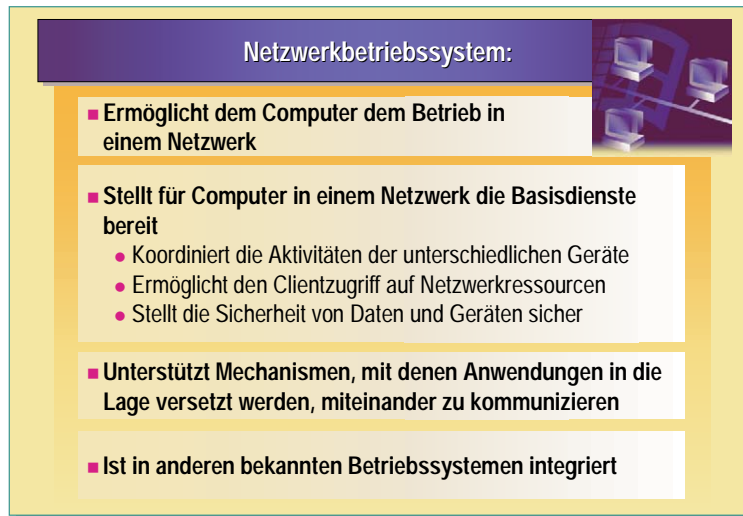 Netzwerkbetriebssystem:
■ Ermöglicht dem Computer dem Betrieb in
einem Netzwerk
■ Stellt für Computer in einem Netzwerk die Basisdienste
bereit
● Koordiniert die Aktivitäten der unterschiedlichen Geräte
● Ermöglicht den Clientzugriff auf Netzwerkressourcen
● Stellt die Sicherheit von Daten und Geräten sicher
■ Unterstützt Mechanismen, mit denen Anwendungen in die
Lage versetzt werden, miteinander zu kommunizieren
■ Ist in anderen bekannten Betriebssystemen integriert